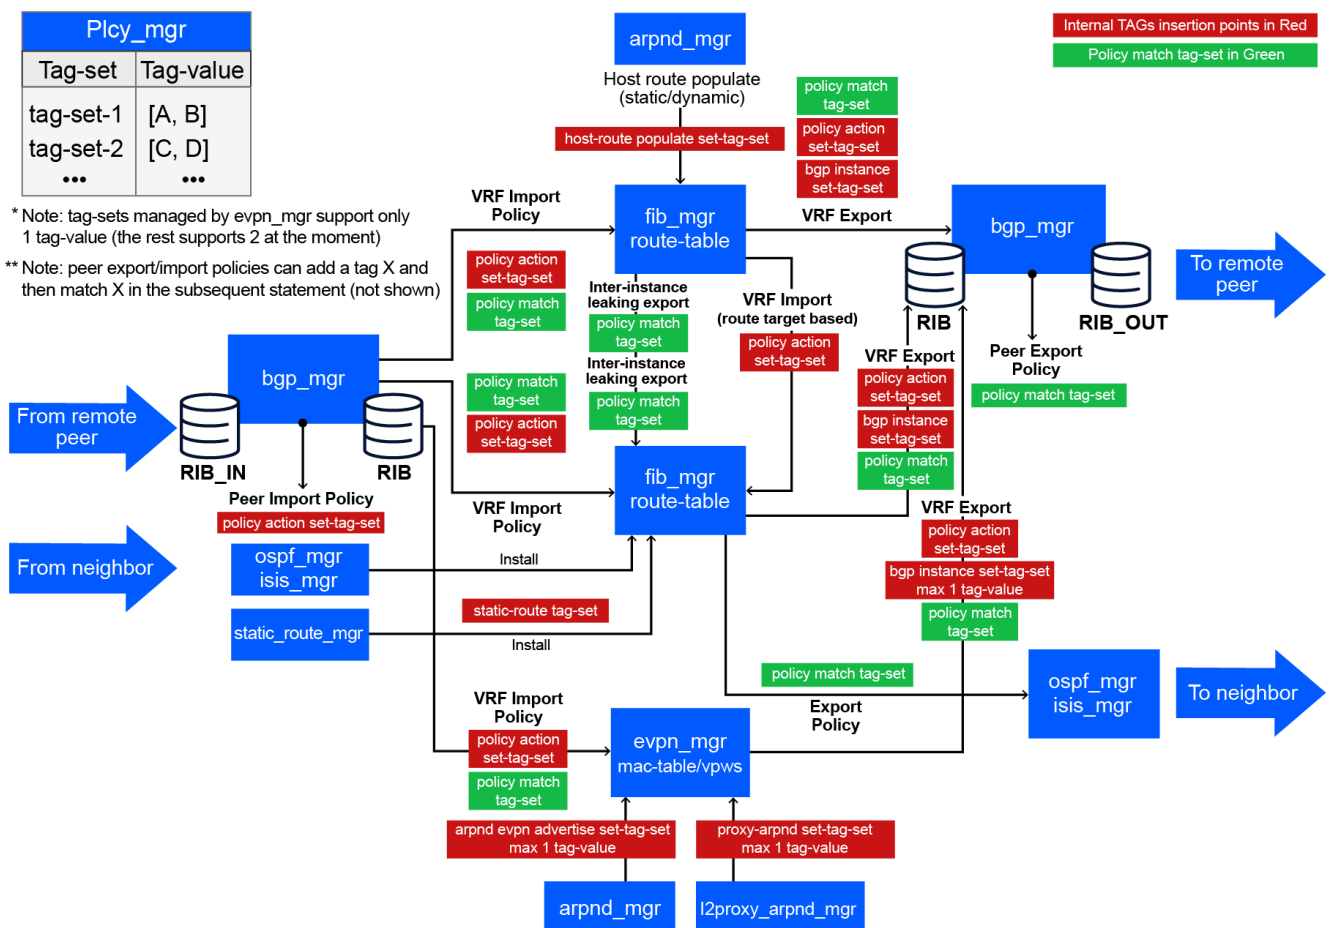 Plcy_mgr
Tag-set Tag-value
tag-set-1 [A, B]
tag-set-2 [C, D]
••• •••
* Note: tag-sets managed by evpn_mgr support only
1 tag-value (the rest supports 2 at the moment)
** Note: peer export/import policies can add a tag X and
then match X in the subsequent statement (not shown)
arpnd_mgr
Host route populate
(static/dynamic)
host-route populate set-tag-set
Internal TAGs insertion points in Red
Policy match tag-set in Green
policy match
tag-set
policy action
set-tag-set
bgp instance
set-tag-set
VRF Import
Policy
fib_mgr
route-table
VRF Export
bgp_mgr
RIB
RIB_OUT
To remote
peer
policy action
set-tag-set
policy match
tag-set
Inter-instance
leaking export
policy match
tag-set
Inter-instance
leaking export
policy match
tag-set
VRF Import
(route target based)
policy action
set-tag-set
VRF Export
policy action
set-tag-set
bgp instance
set-tag-set
policy match
tag-set
Peer Export
Policy
policy match tag-set
bgp_mgr
From remote
peer
RIB_IN
RIB
policy match
tag-set
policy action
set-tag-set
fib_mgr
route-table
VRF Import
Policy
Peer Import Policy
policy action set-tag-set
From neighbor
ospf_mgr
isis_mgr
Install
static-route tag-set
static_route_mgr
Install
VRF Export
policy action
set-tag-set
bgp instance set-tag-set
max 1 tag-value
policy match
tag-set
policy match tag-set
Export
Policy
ospf_mgr
isis_mgr
To neighbor
VRF Import
Policy
policy action
set-tag-set
policy match
tag-set
evpn_mgr
mac-table/vpws
arpnd evpn advertise set-tag-set
max 1 tag-value
proxy-arpnd set-tag-set
max 1 tag-value
arpnd_mgr
l2proxy_arpnd_mgr